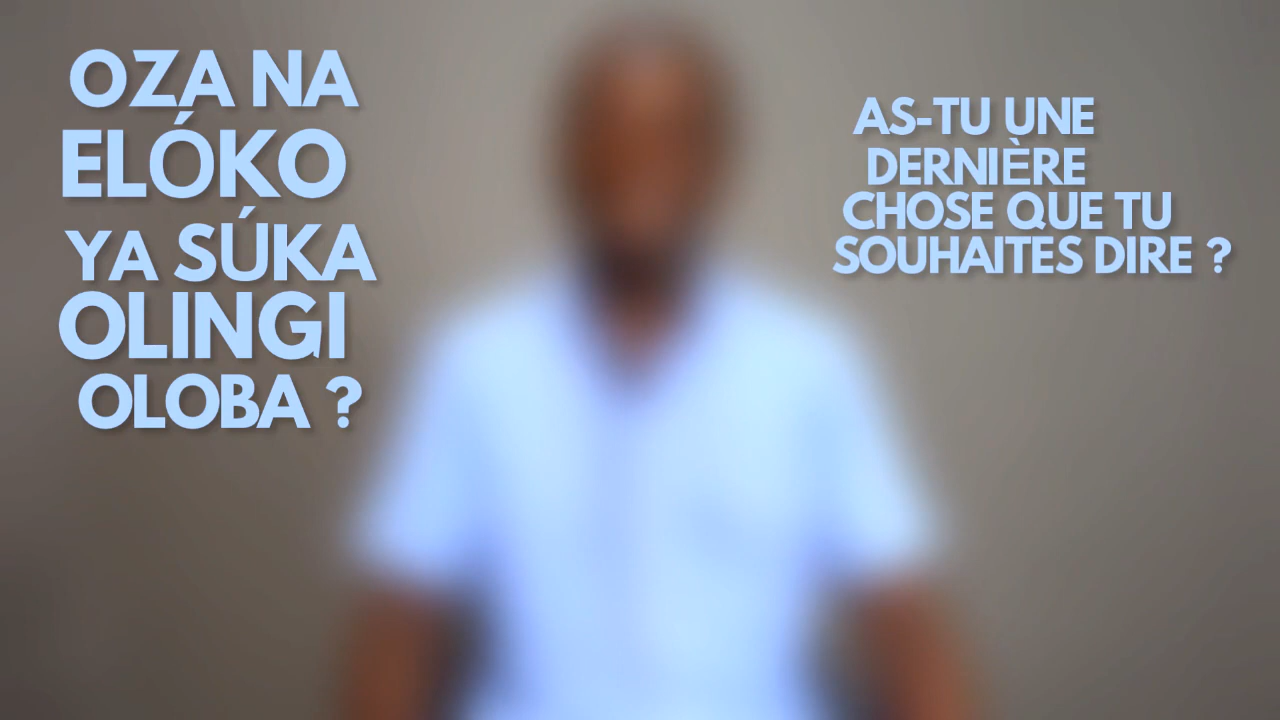 OZA NA
ELÓKO
YA SÚKA
OLINGI
OLOBA ?
AS-TU UNE
DERNIÈRE
CHOSE QUE TU
SOUHAITES DIRE ?